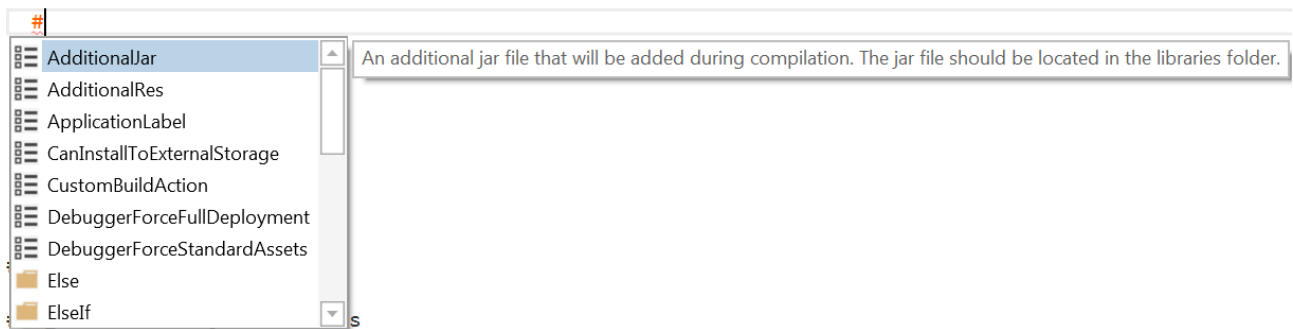 #
AdditionalJar
An additional jar file that will be added during compilation. The jar file should be located in the libraries folder.
AdditionalRes
ApplicationLabel
CanInstallToExternalStorage
CustomBuildAction
DebuggerForceFullDeployment
DebuggerForceStandardAssets
Else
ElseIf
s